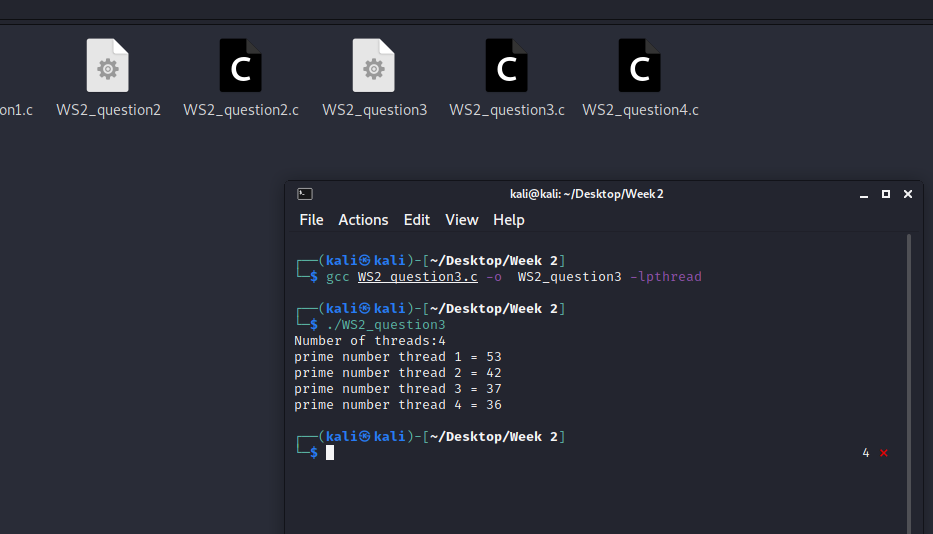 on1.c WS2_question2 WS2_question2.c WS2_question3 WS2_question3.c WS2_question4.c
kali@kali: ~/Desktop/Week 2
File Actions Edit View Help
┌──(kali㉿kali)-[~/Desktop/Week 2]
└─$ gcc WS2_question3.c -o  WS2_question3 -lpthread
┌──(kali㉿kali)-[~/Desktop/Week 2]
└─$ ./WS2_question3
Number of threads:4
prime number thread 1 = 53
prime number thread 2 = 42
prime number thread 3 = 37
prime number thread 4 = 36
┌──(kali㉿kali)-[~/Desktop/Week 2]
└─$ 4 ⨯